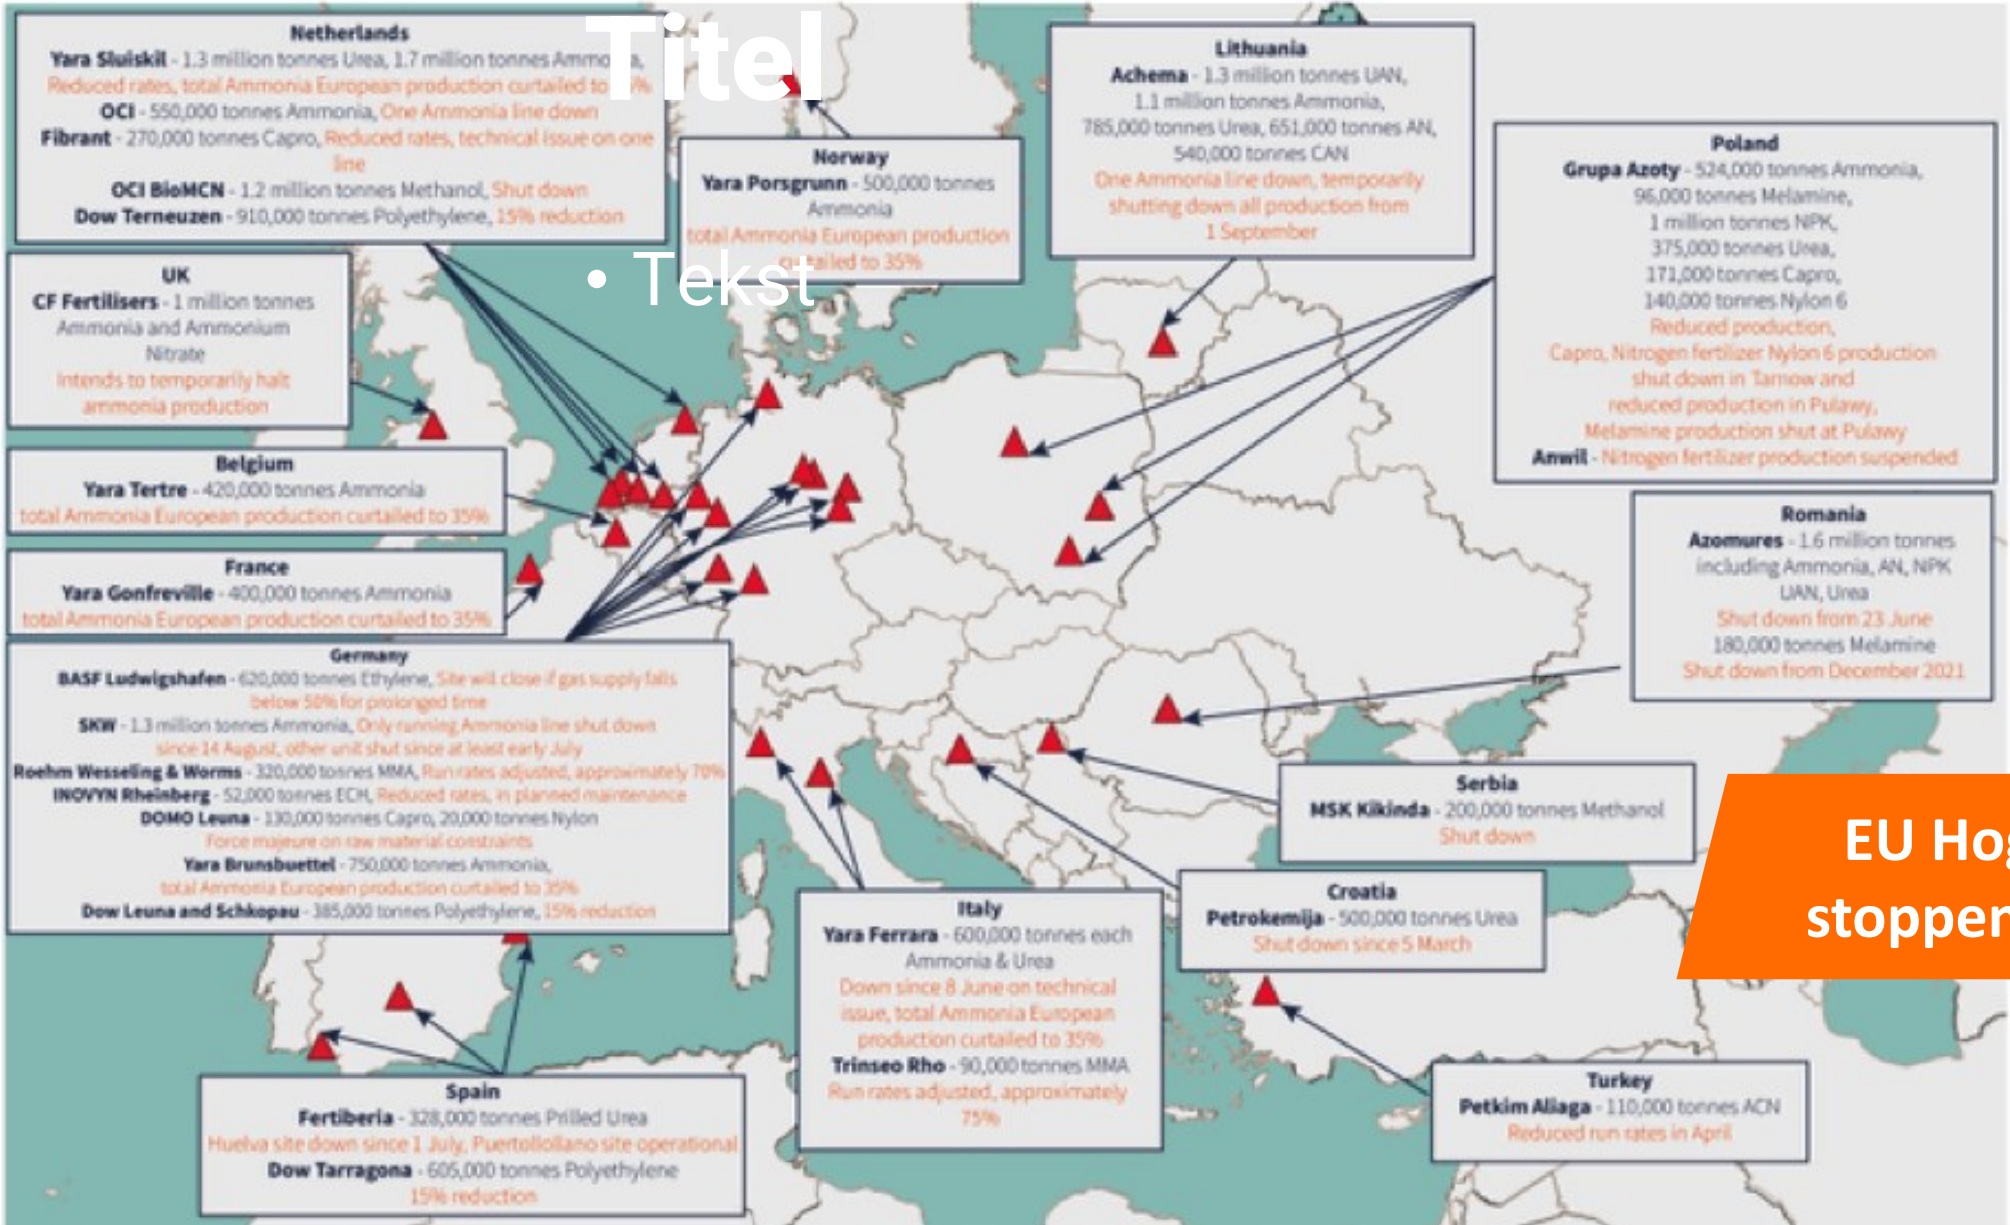 Titel
• Tekst
Netherlands
Yara Sluiskil - 1.3 million tonnes Urea, 1.7 million tonnes Ammonia,
Reduced rates, total Ammonia European production curtailed to
OCI - 550,000 tonnes Ammonia, One Ammonia line down
Fibrant - 270,000 tonnes Capro, Reduced rates, technical issue on one
line
OCI BioMCN - 1.2 million tonnes Methanol, Shut down
Dow Terneuzen - 910,000 tonnes Polyethylene, 15% reduction
Norway
Yara Porsgrunn - 500,000 tonnes
Ammonia
total Ammonia European production
curtailed to 35%
Lithuania
Achema - 1.3 million tonnes UAN,
1.1 million tonnes Ammonia,
785,000 tonnes Urea, 651,000 tonnes AN,
540,000 tonnes CAN
One Ammonia line down, temporarily
shutting down all production from
1 September
Poland
Grupa Azoty - 524,000 tonnes Ammonia,
96,000 tonnes Melamine,
1 million tonnes NPK,
375,000 tonnes Urea,
171,000 tonnes Capro,
140,000 tonnes Nylon 6
Reduced production,
Capro, Nitrogen fertilizer Nylon 6 production
shut down in Tarnow and
reduced production in Pulawy,
Melamine production shut at Pulawy
Anwil - Nitrogen fertilizer production suspended
UK
CF Fertilisers - 1 million tonnes
Ammonia and Ammonium
Nitrate
Intends to temporarily halt
ammonia production
Belgium
Yara Tertre - 420,000 tonnes Ammonia
total Ammonia European production curtailed to 35%
France
Yara Gonfreville - 400,000 tonnes Ammonia
total Ammonia European production curtailed to 35%
Romania
Azomures - 1.6 million tonnes
including Ammonia, AN, NPK
UAN, Urea
Shut down from 23 June
180,000 tonnes Melamine
Shut down from December 2021
Germany
BASF Ludwigshafen - 620,000 tonnes Ethylene, Site will close if gas supply falls
below 50% for prolonged time
SKW - 1.3 million tonnes Ammonia, Only running Ammonia line shut down
since 14 August, other unit shut since at least early July
Roehm Wesseling & Worms - 320,000 tonnes MMA, Run rates adjusted, approximately 70%
INOVYN Rheinberg - 52,000 tonnes ECH, Reduced rates, in planned maintenance
DOMO Leuna - 130,000 tonnes Capro, 20,000 tonnes Nylon
Force majeure on raw material constraints
Yara Brunsbuettel - 750,000 tonnes Ammonia,
total Ammonia European production curtailed to 35%
Dow Leuna and Schkopau - 385,000 tonnes Polyethylene, 15% reduction
Serbia
MSK Kikinda - 200,000 tonnes Methanol
Shut down
EU Hog
stoppen
Croatia
Petrokemija - 500,000 tonnes Urea
Shut down since 5 March
Italy
Yara Ferrara - 600,000 tonnes each
Ammonia & Urea
Down since 8 June on technical
issue, total Ammonia European
production curtailed to 35%
Trinseo Rho - 90,000 tonnes MMA
Run rates adjusted, approximately
75%
Spain
Fertiberia - 328,000 tonnes Prilled Urea
Huelva site down since 1 July, Puertollollano site operational
Dow Tarragona - 605,000 tonnes Polyethylene
15% reduction
Turkey
Petkim Aliaga - 110,000 tonnes ACN
Reduced run rates in April